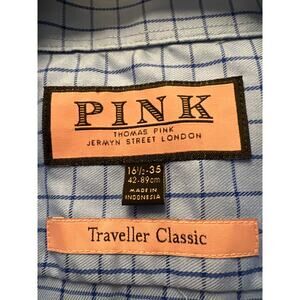 PINK
THOMAS PINK
JERMYN STREET LONDON
16½-35
42-89cm
MADE IN
INDONESIA
Traveller Classic